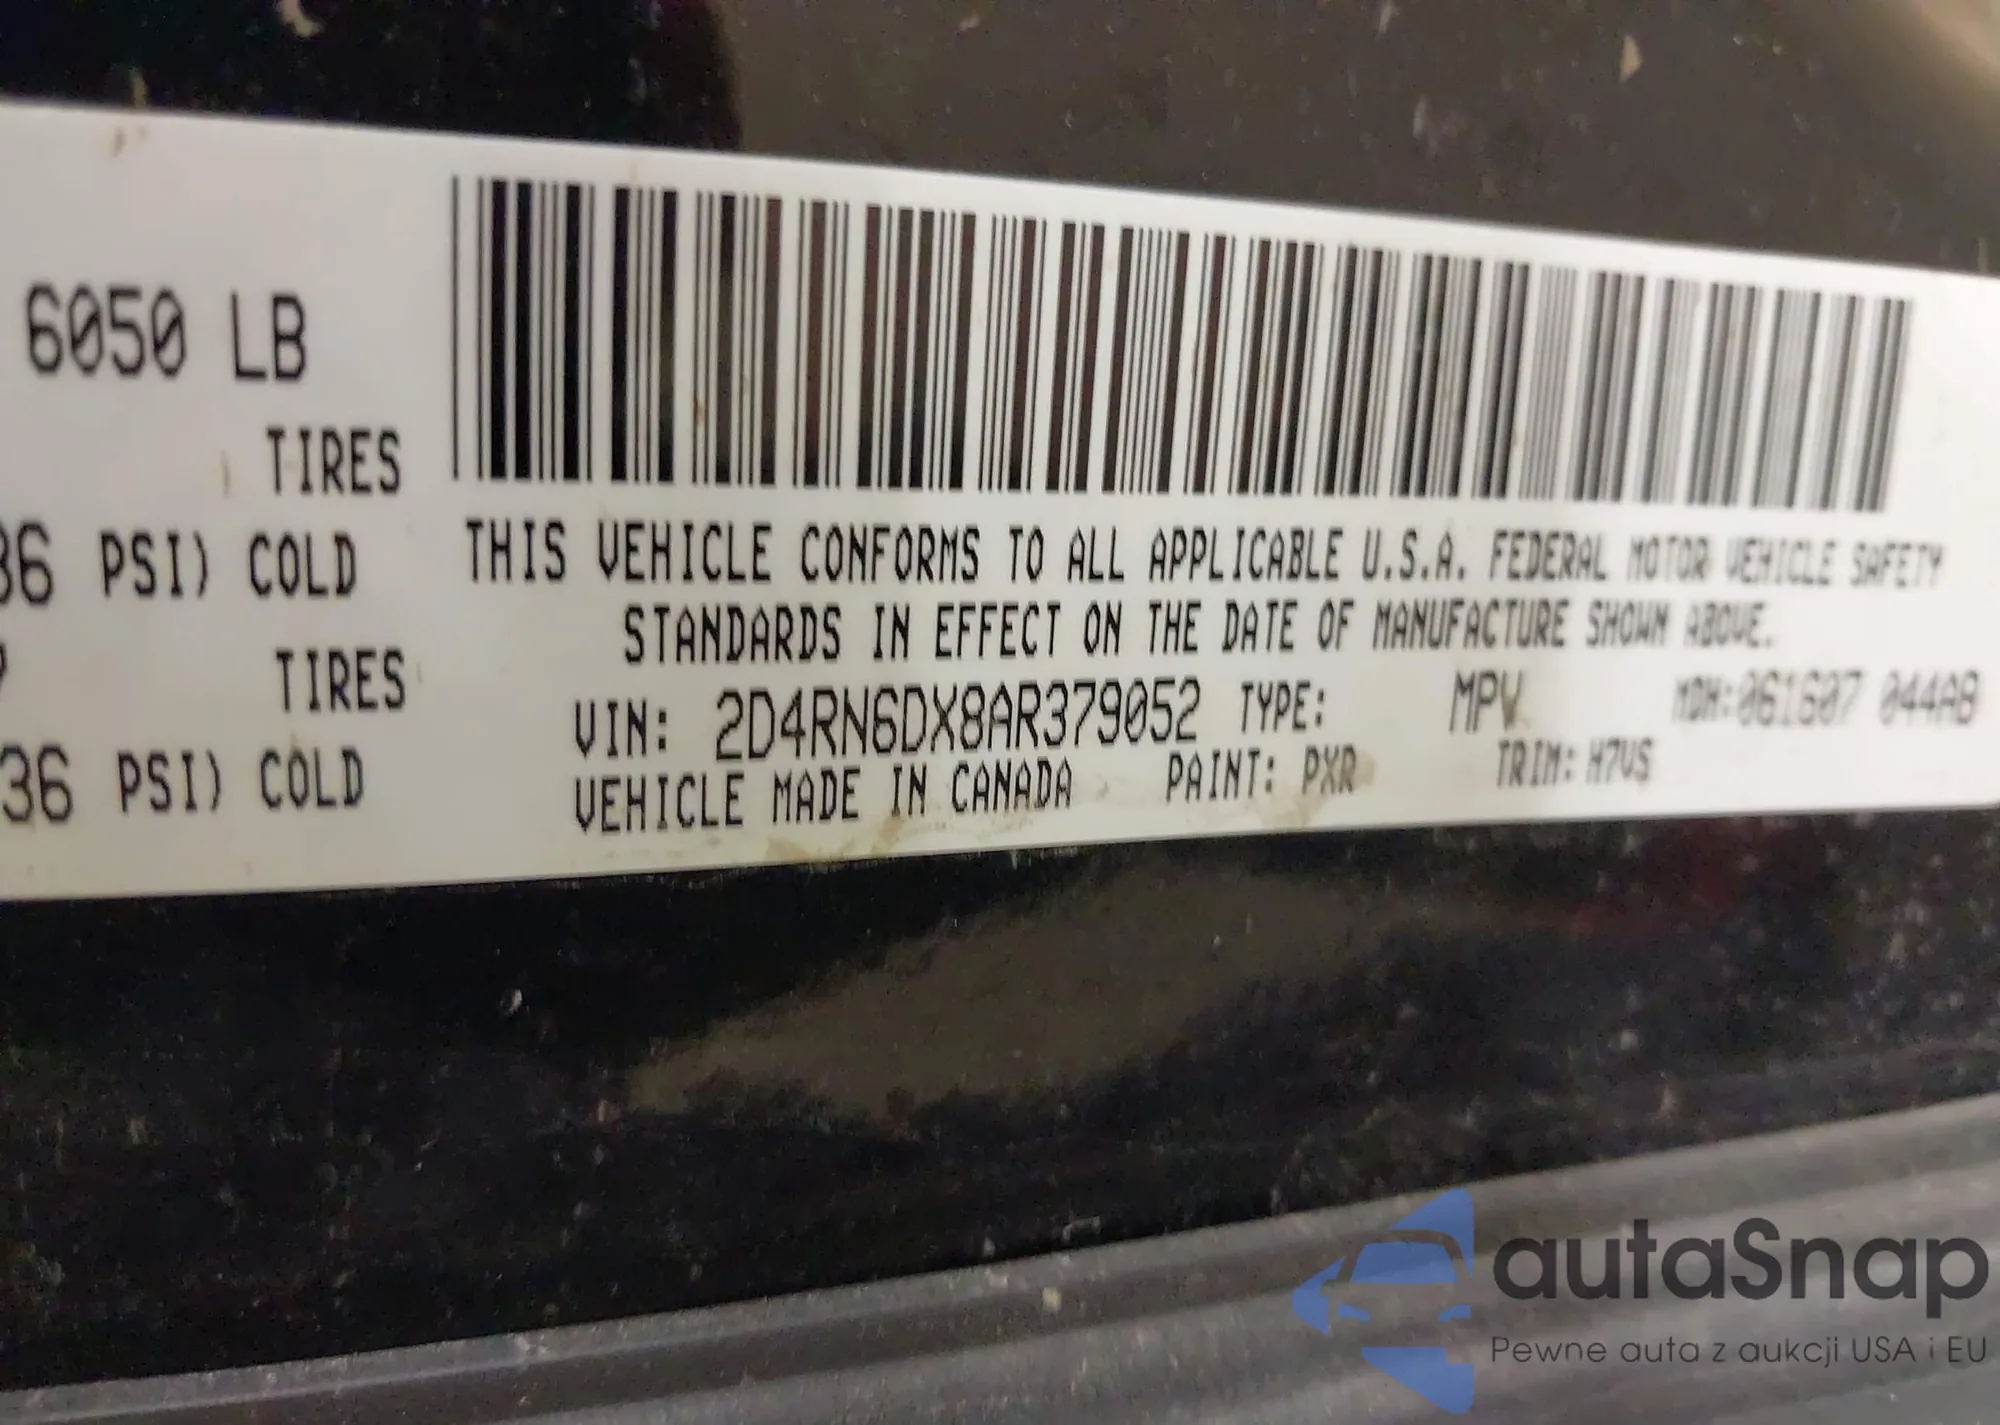 6050 LB
TIRES
36 PSI) COLD
TIRES
36 PSI) COLD
THIS VEHICLE CONFORMS TO ALL APPLICABLE U.S.A. FEDERAL MOTOR VEHICLE SAFETY
STANDARDS IN EFFECT ON THE DATE OF MANUFACTURE SHOWN ABOVE.
VIN: 2D4RN6DX8AR379052 TYPE: MPV MDH:061607 044AB
VEHICLE MADE IN CANADA PAINT: PXR TRIM: H7VS
autaSnap
Pewne auta z aukcji USA i EU